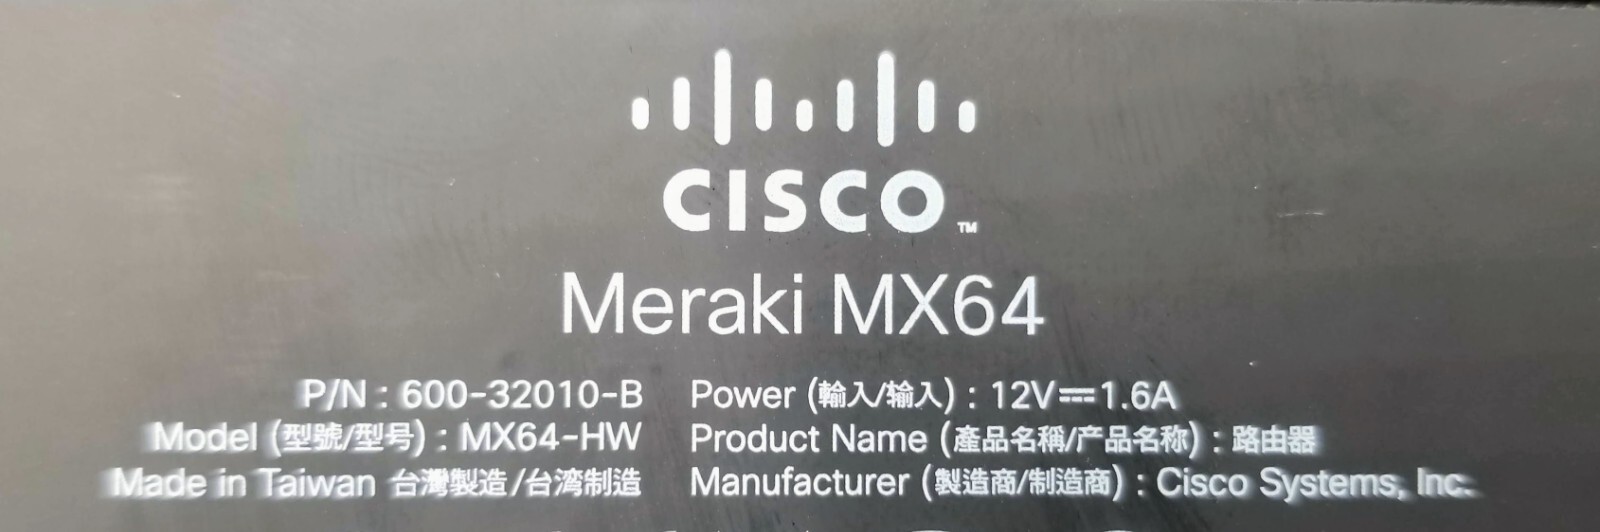 CISCO™
Meraki MX64
P/N : 600-32010-B
Model (型號/型号) : MX64-HW
Made in Taiwan 台灣製造/台湾制造
Power (輸入/输入) : 12V⎓1.6A
Product Name (產品名稱/产品名称) : 路由器
Manufacturer (製造商/制造商) : Cisco Systems, Inc.